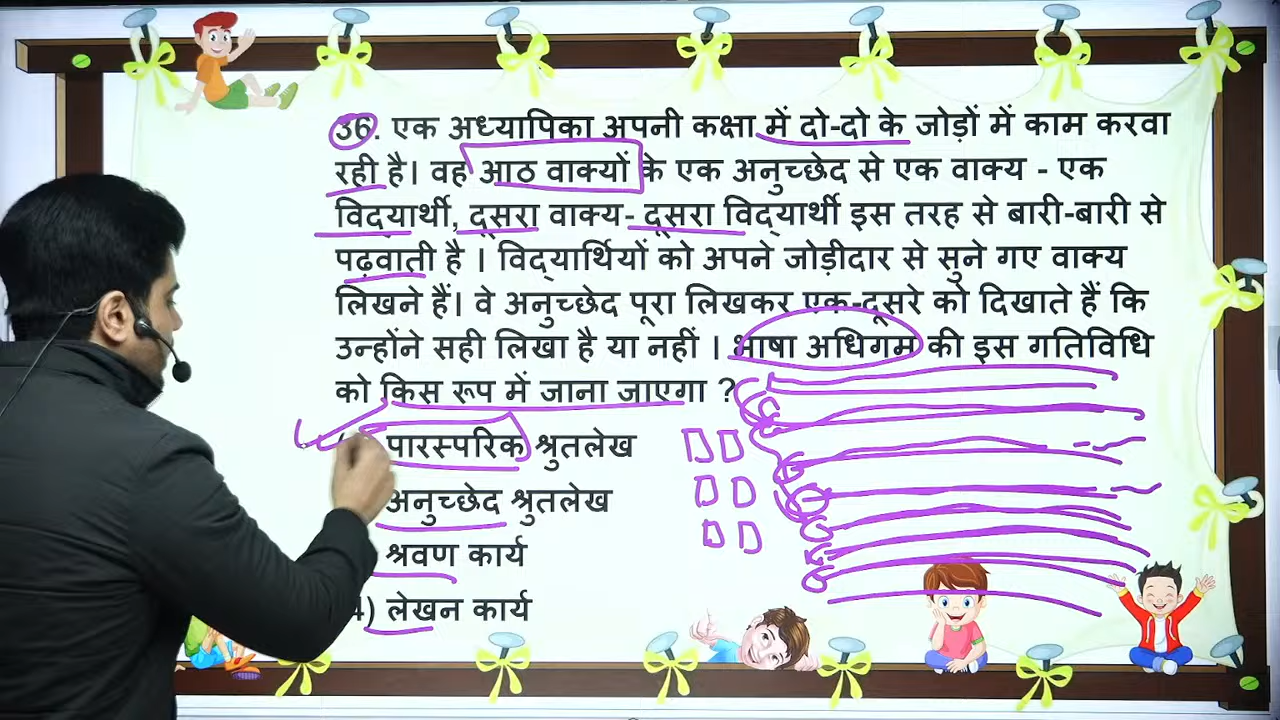 36. एक अध्यापिका अपनी कक्षा में दो-दो के जोड़ों में काम करवा
रही है। वह आठ वाक्यों के एक अनुच्छेद से एक वाक्य - एक
विद्यार्थी, दूसरा वाक्य- दूसरा विद्यार्थी इस तरह से बारी-बारी से
पढ़वाती है । विद्यार्थियों को अपने जोड़ीदार से सुने गए वाक्य
लिखने हैं। वे अनुच्छेद पूरा लिखकर एक-दूसरे को दिखाते हैं कि
उन्होंने सही लिखा है या नहीं । भाषा अधिगम की इस गतिविधि
को किस रूप में जाना जाएगा ?
पारस्परिक श्रुतलेख
अनुच्छेद श्रुतलेख
श्रवण कार्य
4) लेखन कार्य